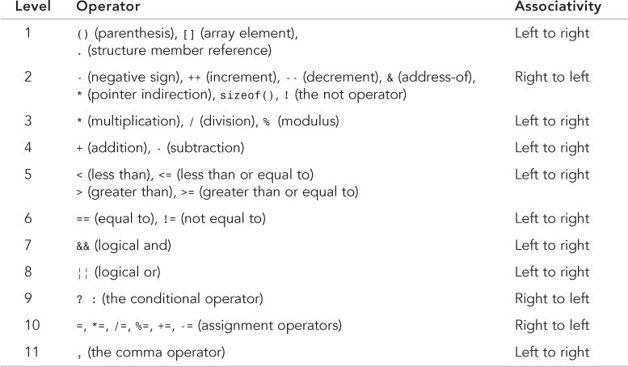 Level Operator Associativity
1 () (parenthesis), [] (array element), Left to right
. (structure member reference)
2 - (negative sign), ++ (increment), -- (decrement), & (address-of), Right to left
* (pointer indirection), sizeof(), ! (the not operator)
3 * (multiplication), / (division), % (modulus) Left to right
4 + (addition), - (subtraction) Left to right
5 < (less than), <= (less than or equal to) Left to right
> (greater than), >= (greater than or equal to)
6 == (equal to), != (not equal to) Left to right
7 && (logical and) Left to right
8 ¦¦ (logical or) Left to right
9 ? : (the conditional operator) Right to left
10 =, *=, /=, %=, +=, -= (assignment operators) Right to left
11 , (the comma operator) Left to right